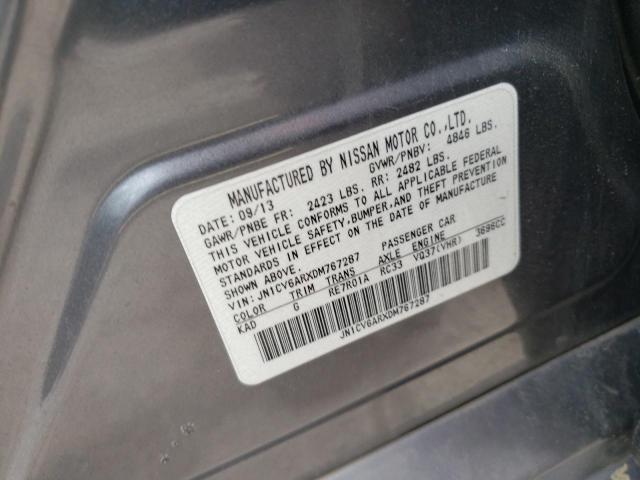 MANUFACTURED BY NISSAN MOTOR CO.,LTD.
DATE: 09/13 GVWR/PNBV: 4846 LBS.
GAWR/PNBE FR: 2423 LBS. RR: 2482 LBS.
THIS VEHICLE CONFORMS TO ALL APPLICABLE FEDERAL
MOTOR VEHICLE SAFETY,BUMPER,AND THEFT PREVENTION
STANDARDS IN EFFECT ON THE DATE OF MANUFACTURE
SHOWN ABOVE.
VIN: JN1CV6ARXDM767287 PASSENGER CAR
COLOR TRIM TRANS AXLE ENGINE
KAD G RE7R01A RC33 VQ37(VHR) 3696CC
JN1CV6ARXDM767287